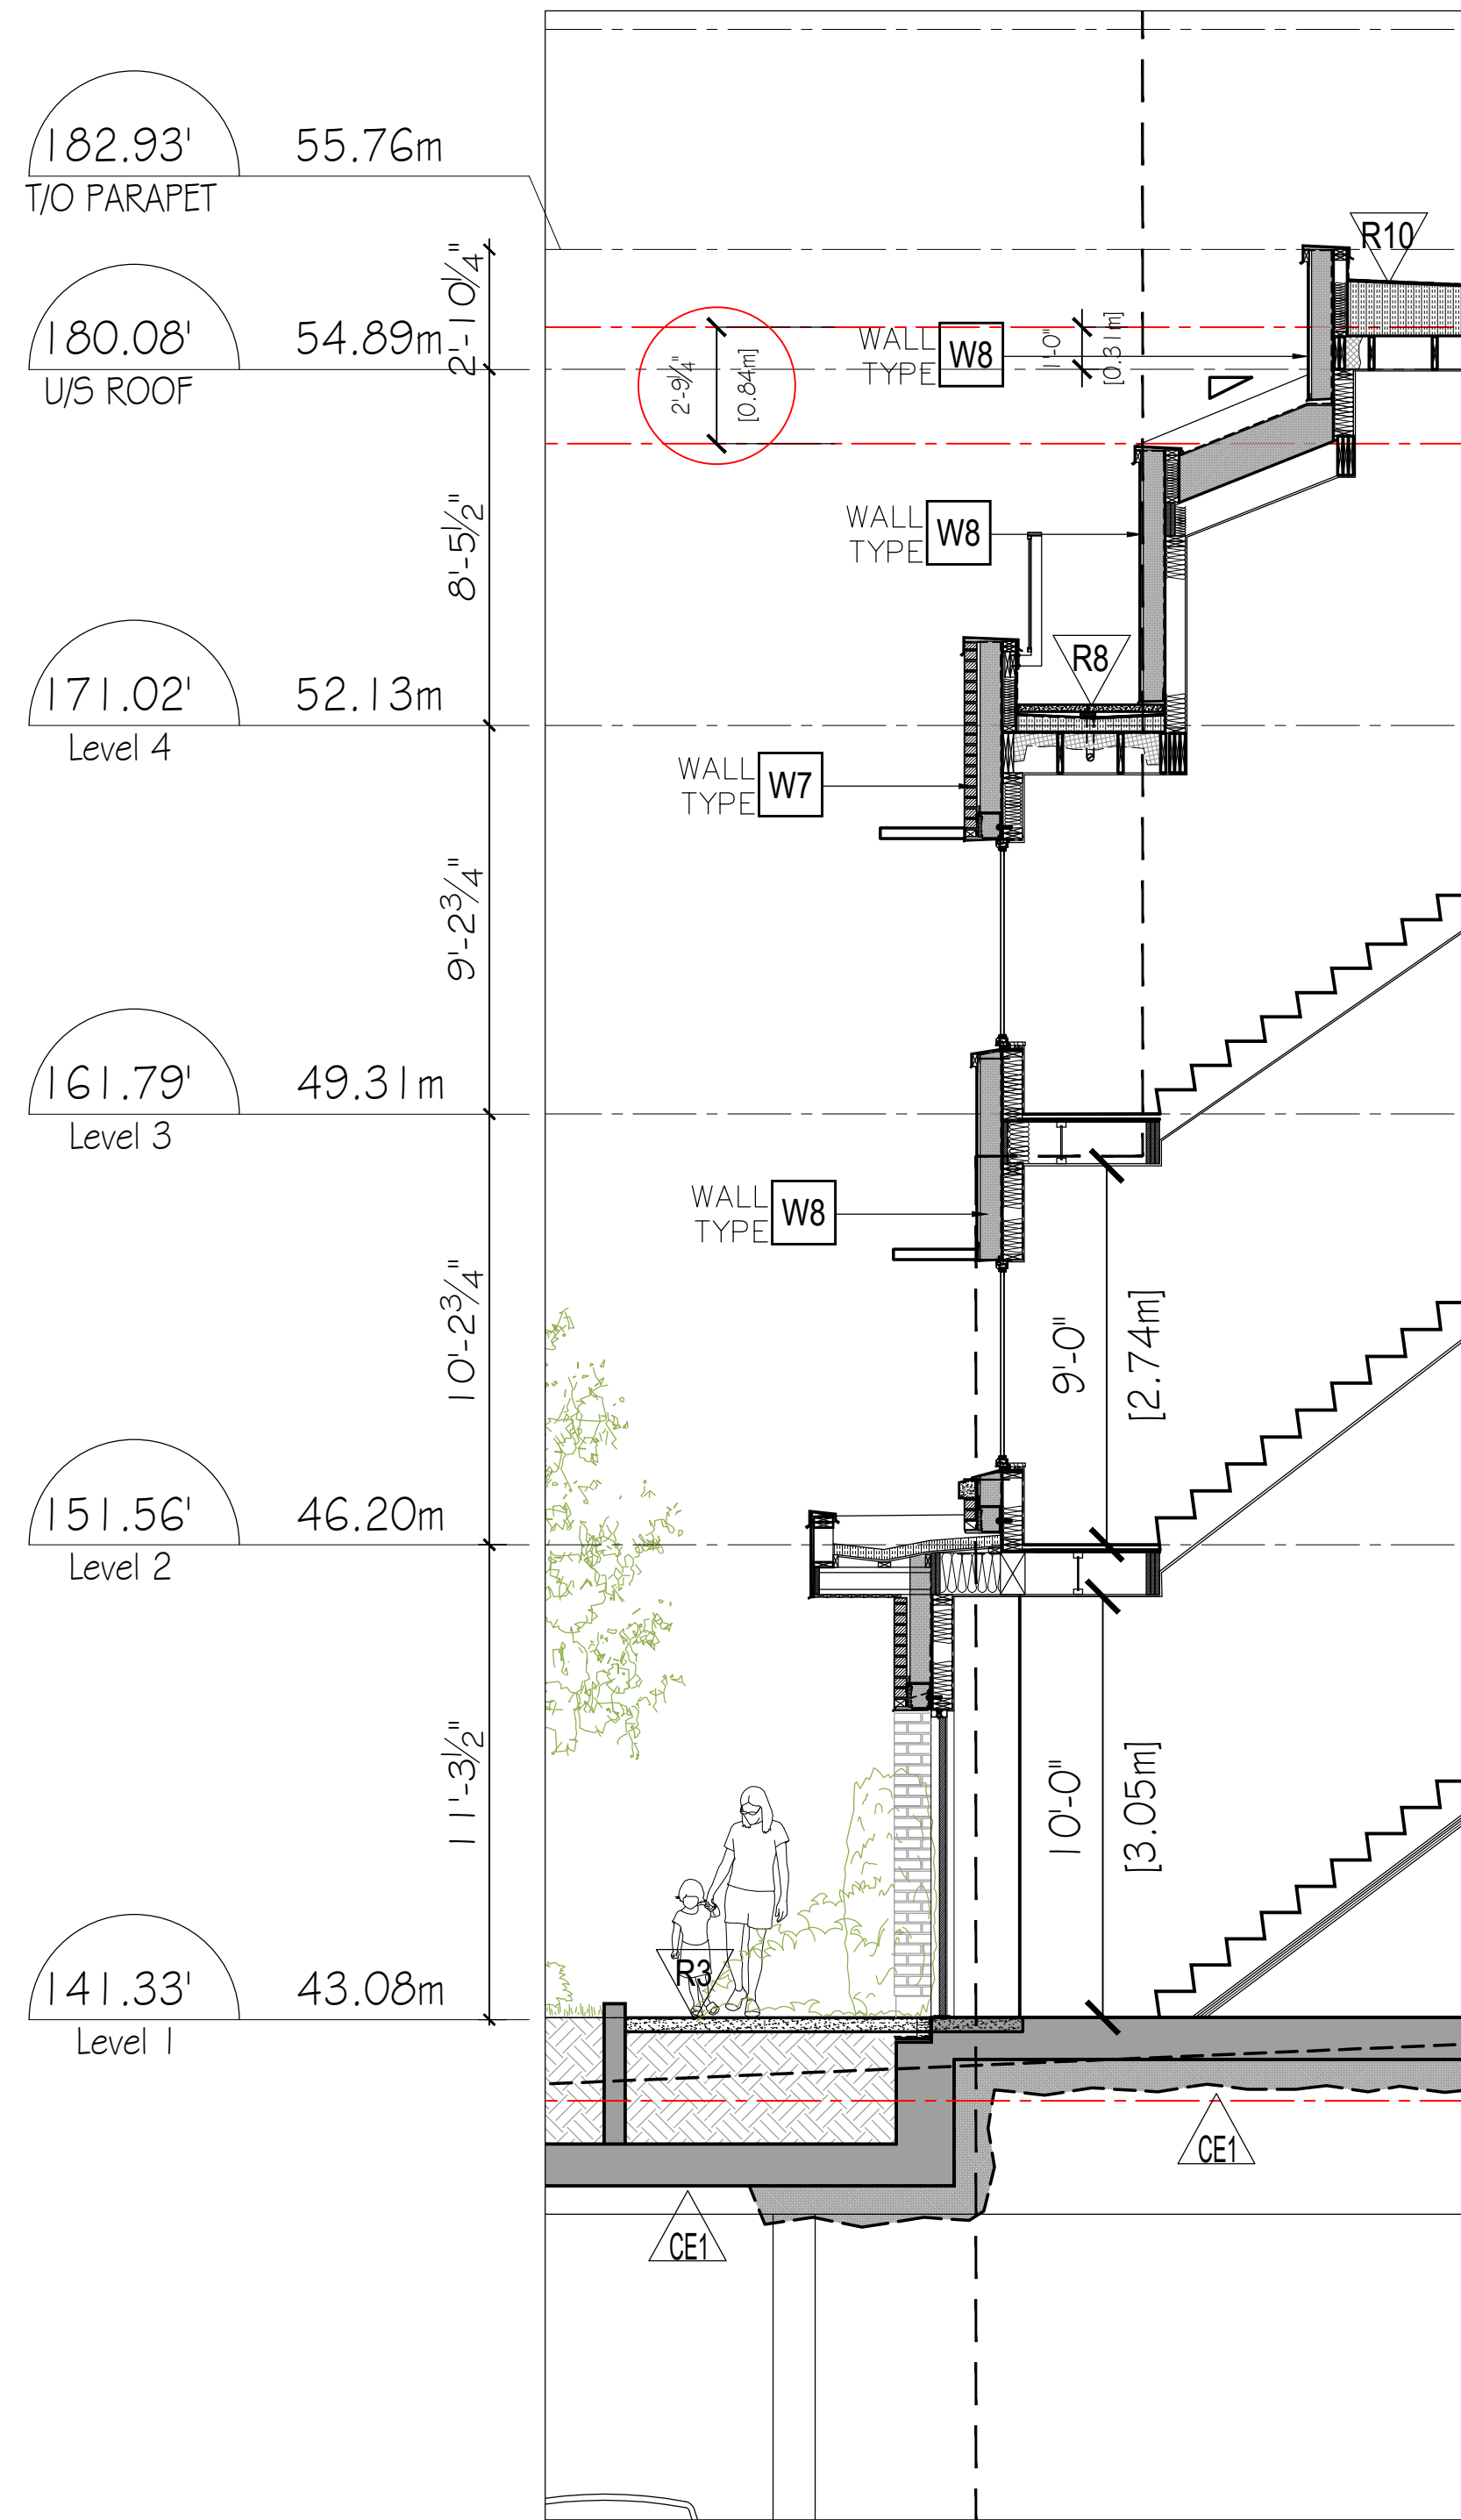 182.93' 55.76m
T/O PARAPET
2'-10¼"
180.08' 54.89m
U/S ROOF
R10
2'-9¼"
[0.84m]
WALL
TYPE
W8
1'-0"
[0.31m]
8'-5½"
WALL
TYPE
W8
R8
171.02' 52.13m
Level 4
WALL
TYPE
W7
9'-2¾"
161.79' 49.31m
Level 3
WALL
TYPE
W8
10'-2¾"
9'-0"
[2.74m]
151.56' 46.20m
Level 2
11'-3½"
10'-0"
[3.05m]
R3
141.33' 43.08m
Level 1
CE1
CE1